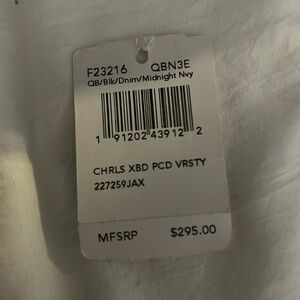 F23216 QBN3E
QB/Blk/Dnim/Midnight Nvy
1 91202 43912 2
CHRLS XBD PCD VRSTY
227259JAX
MFSRP $295.00